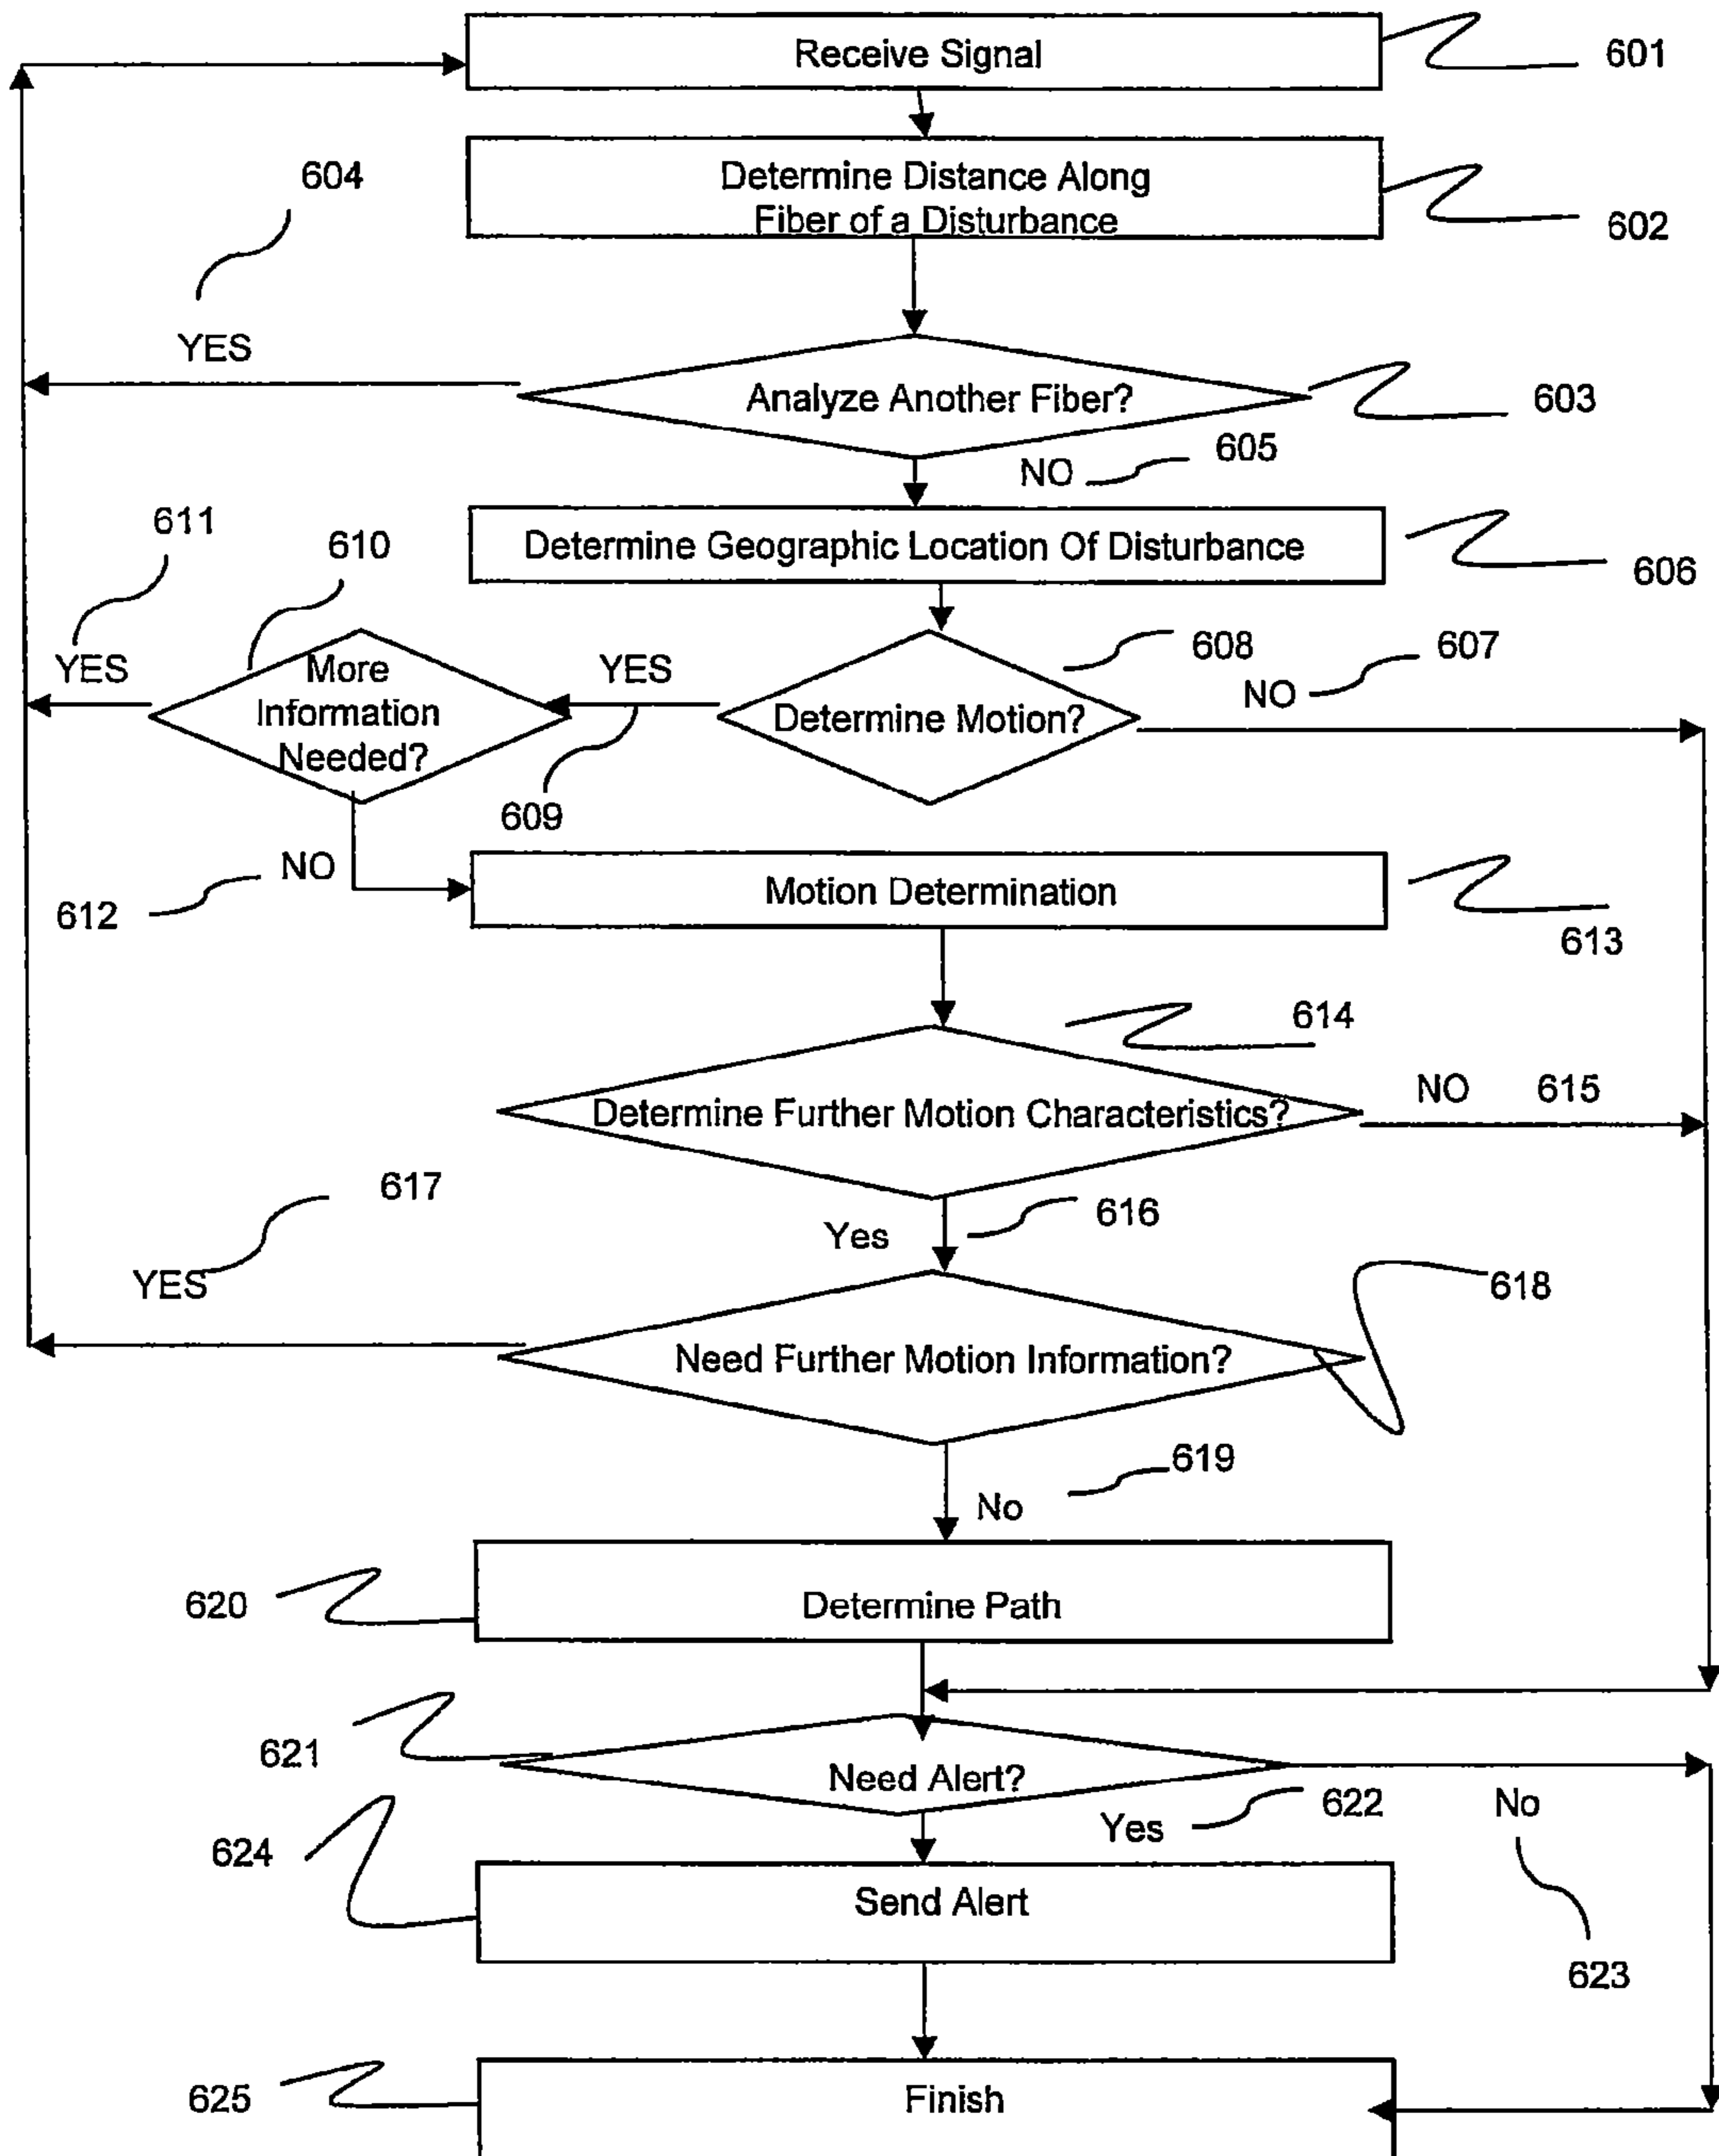 Receive Signal
601
Determine Distance Along
Fiber of a Disturbance
602
604
YES
Analyze Another Fiber?
603
NO
605
Determine Geographic Location Of Disturbance
606
611
610
YES
More
Information
Needed?
YES
609
Determine Motion?
608
NO
607
612
NO
Motion Determination
613
614
Determine Further Motion Characteristics?
NO
615
617
YES
Yes
616
Need Further Motion Information?
618
No
619
620
Determine Path
621
Need Alert?
Yes
622
No
623
624
Send Alert
625
Finish